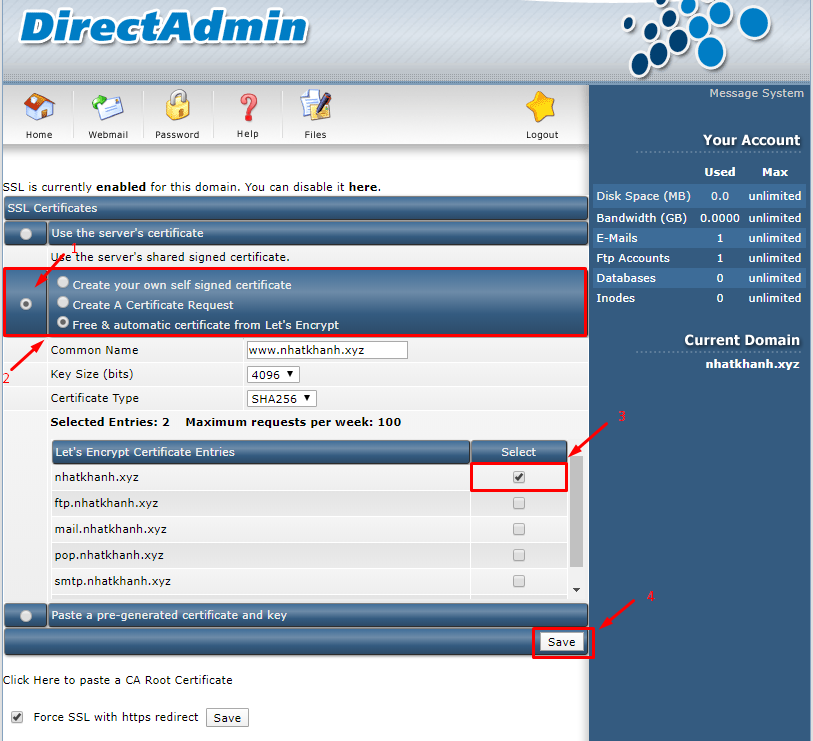 DirectAdmin
Message System
Home
Webmail
Password
Help
Files
Logout
Your Account
Used Max
Disk Space (MB) 0.0 unlimited
Bandwidth (GB) 0.0000 unlimited
E-Mails 1 unlimited
Ftp Accounts 1 unlimited
Databases 0 unlimited
Inodes 0 unlimited
Current Domain
nhatkhanh.xyz
SSL is currently enabled for this domain. You can disable it here.
SSL Certificates
Use the server's certificate
1
Use the server's shared signed certificate.
Create your own self signed certificate
Create A Certificate Request
Free & automatic certificate from Let's Encrypt
2
Common Name www.nhatkhanh.xyz
Key Size (bits) 4096
Certificate Type SHA256
Selected Entries: 2 Maximum requests per week: 100
3
Let's Encrypt Certificate Entries Select
nhatkhanh.xyz
ftp.nhatkhanh.xyz
mail.nhatkhanh.xyz
pop.nhatkhanh.xyz
smtp.nhatkhanh.xyz
4
Paste a pre-generated certificate and key
Save
Click Here to paste a CA Root Certificate
Force SSL with https redirect Save